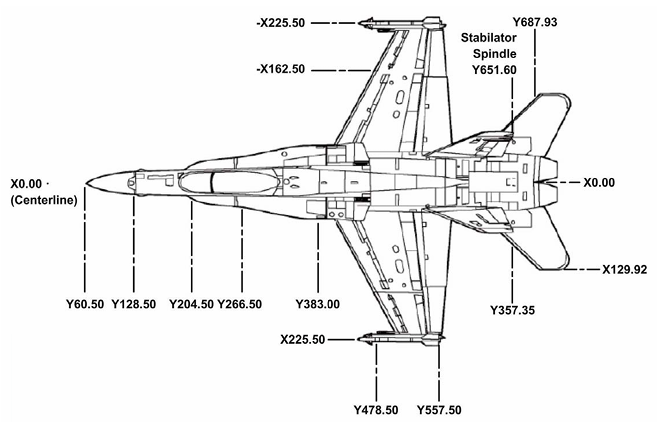 -X225.50
Y687.93
Stabilator
Spindle
Y651.60
-X162.50
X0.00 ·
(Centerline)
X0.00
X129.92
Y60.50
Y128.50
Y204.50
Y266.50
Y383.00
Y357.35
X225.50
Y478.50
Y557.50